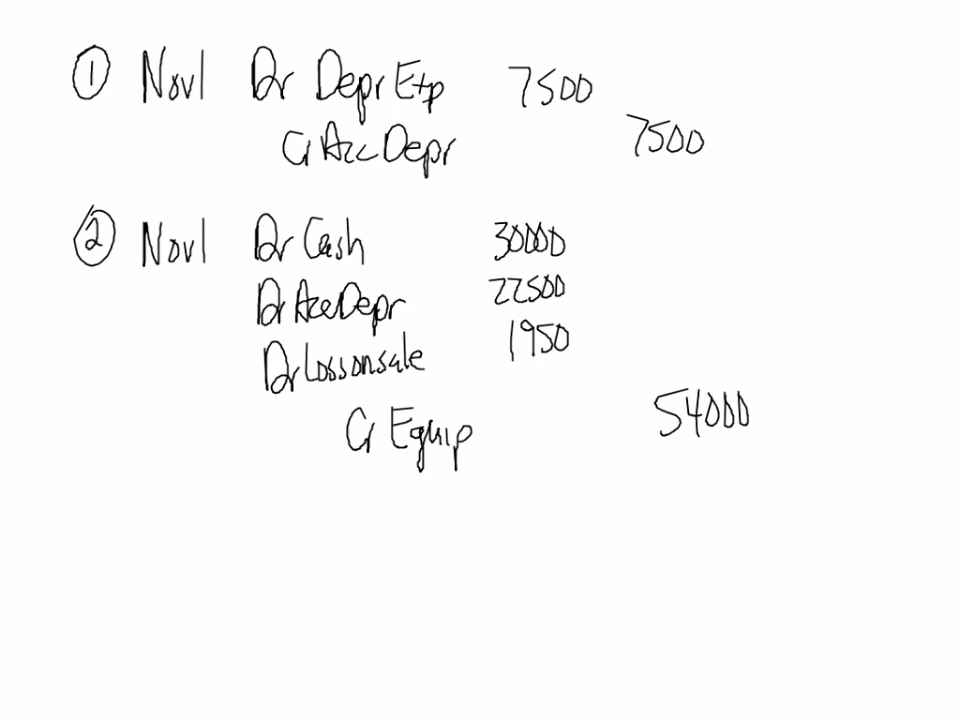 ① Nov1 Dr Depr Exp 7500
Cr Acc Depr 7500
② Nov1 Dr Cash 30000
Dr Acc Depr 22500
Dr Loss on sale 1950
Cr Equip 54000